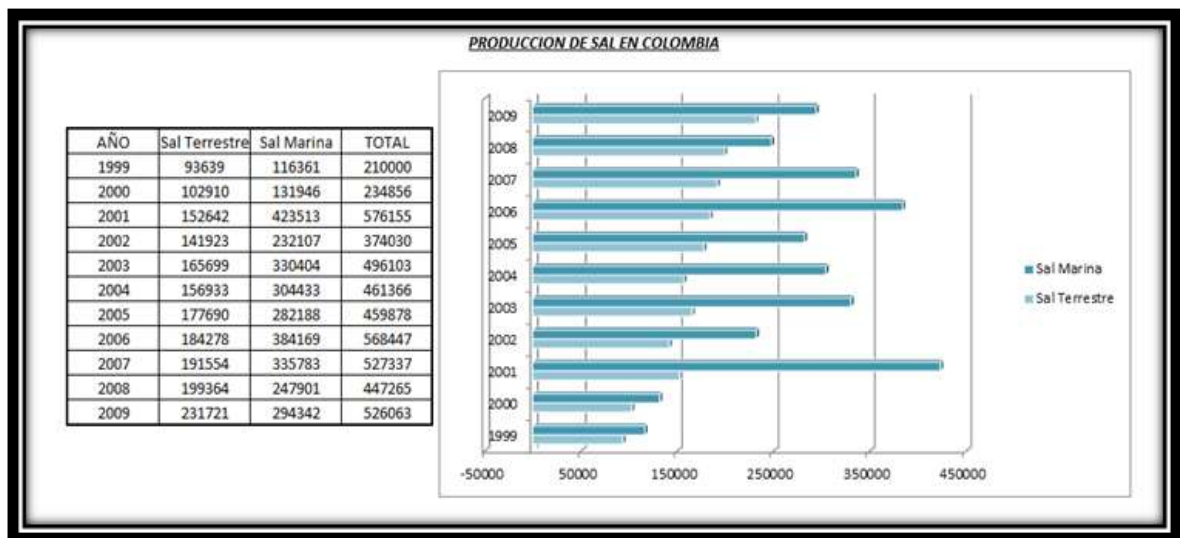 PRODUCCION DE SAL EN COLOMBIA
AÑO Sal Terrestre Sal Marina TOTAL
1999 93639 116361 210000
2000 102910 131946 234856
2001 152642 423513 576155
2002 141923 232107 374030
2003 165699 330404 496103
2004 156933 304433 461366
2005 177690 282188 459878
2006 184278 384169 568447
2007 191554 335783 527337
2008 199364 247901 447265
2009 231721 294342 526063
2009
2008
2007
2006
2005
2004
2003
2002
2001
2000
1999
-50000 50000 150000 250000 350000 450000
Sal Marina
Sal Terrestre